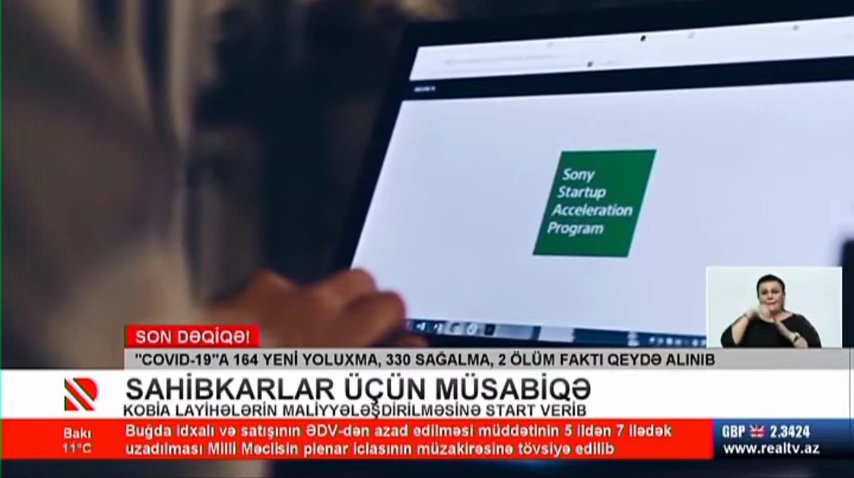 Sony
Startup
Acceleration
Program
SON DƏQİQƏ!
"COVID-19"A 164 YENİ YOLUXMA, 330 SAĞALMA, 2 ÖLÜM FAKTI QEYDƏ ALINIB
SAHİBKARLAR ÜÇÜN MÜSABİQƏ
KOBİA LAYİHƏLƏRİN MALİYYƏLƏŞDİRİLMƏSİNƏ START VERİB
Bakı
11°C
Buğda idxalı və satışının ƏDV-dən azad edilməsi müddətinin 5 ildən 7 ilədək
uzadılması Milli Məclisin plenar iclasının müzakirəsinə tövsiyə edilib
GBP 2,3424
www.realtv.az